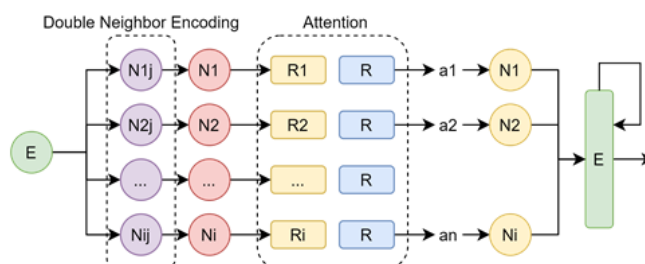 Double Neighbor Encoding Attention
N1j N1 R1 R a1 N1
N2j N2 R2 R a2 N2
E E
... ... ... R
Nij Ni Ri R an Ni